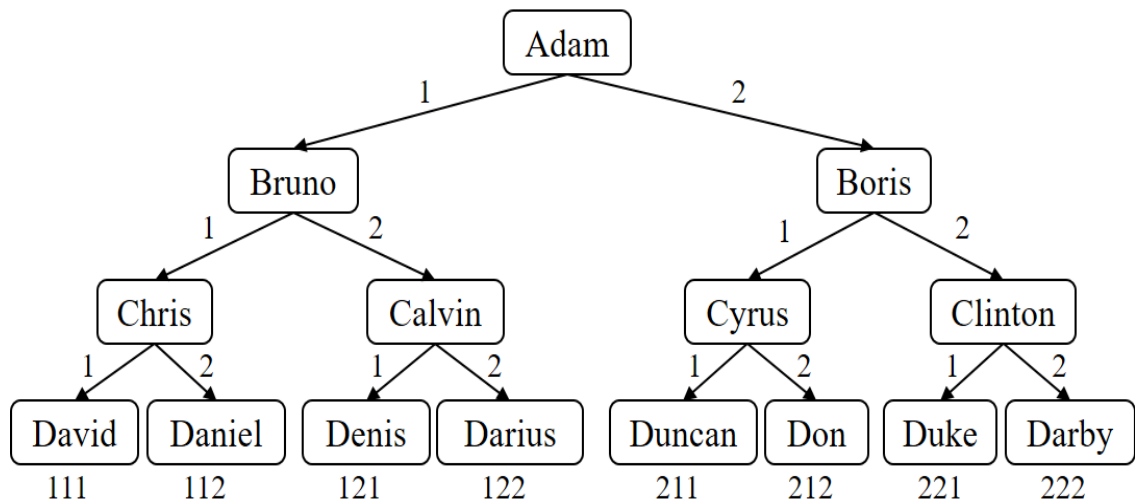 Adam
1 2
Bruno Boris
1 2 1 2
Chris Calvin Cyrus Clinton
1 2 1 2 1 2 1 2
David Daniel Denis Darius Duncan Don Duke Darby
111 112 121 122 211 212 221 222